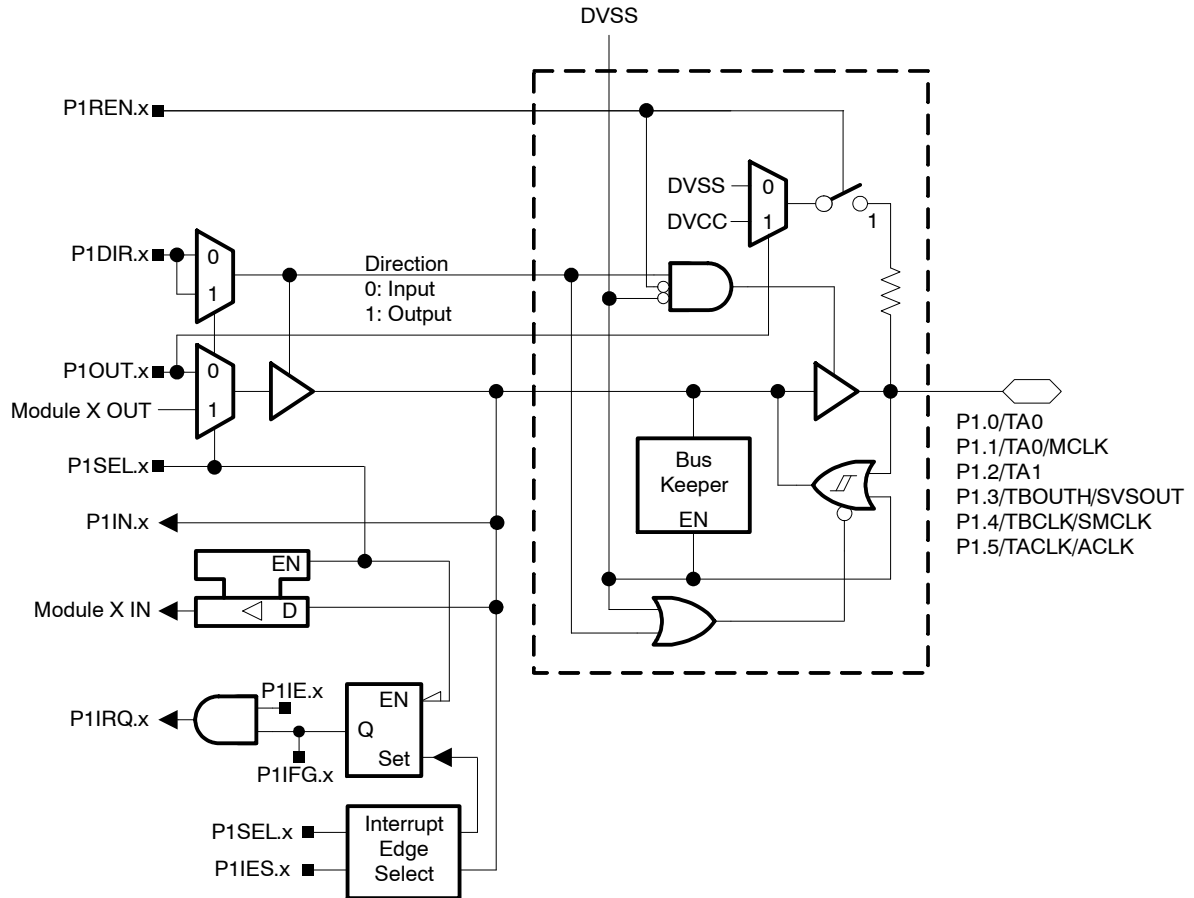 DVSS
P1REN.x
DVSS
0
DVCC
1
1
P1DIR.x
0
1
Direction
0: Input
1: Output
P1OUT.x
0
Module X OUT
1
P1SEL.x
Bus
Keeper
EN
P1.0/TA0
P1.1/TA0/MCLK
P1.2/TA1
P1.3/TBOUTH/SVSOUT
P1.4/TBCLK/SMCLK
P1.5/TACLK/ACLK
P1IN.x
EN
Module X IN
D
P1IE.x
P1IRQ.x
EN
Q
Set
P1IFG.x
P1SEL.x
P1IES.x
Interrupt
Edge
Select